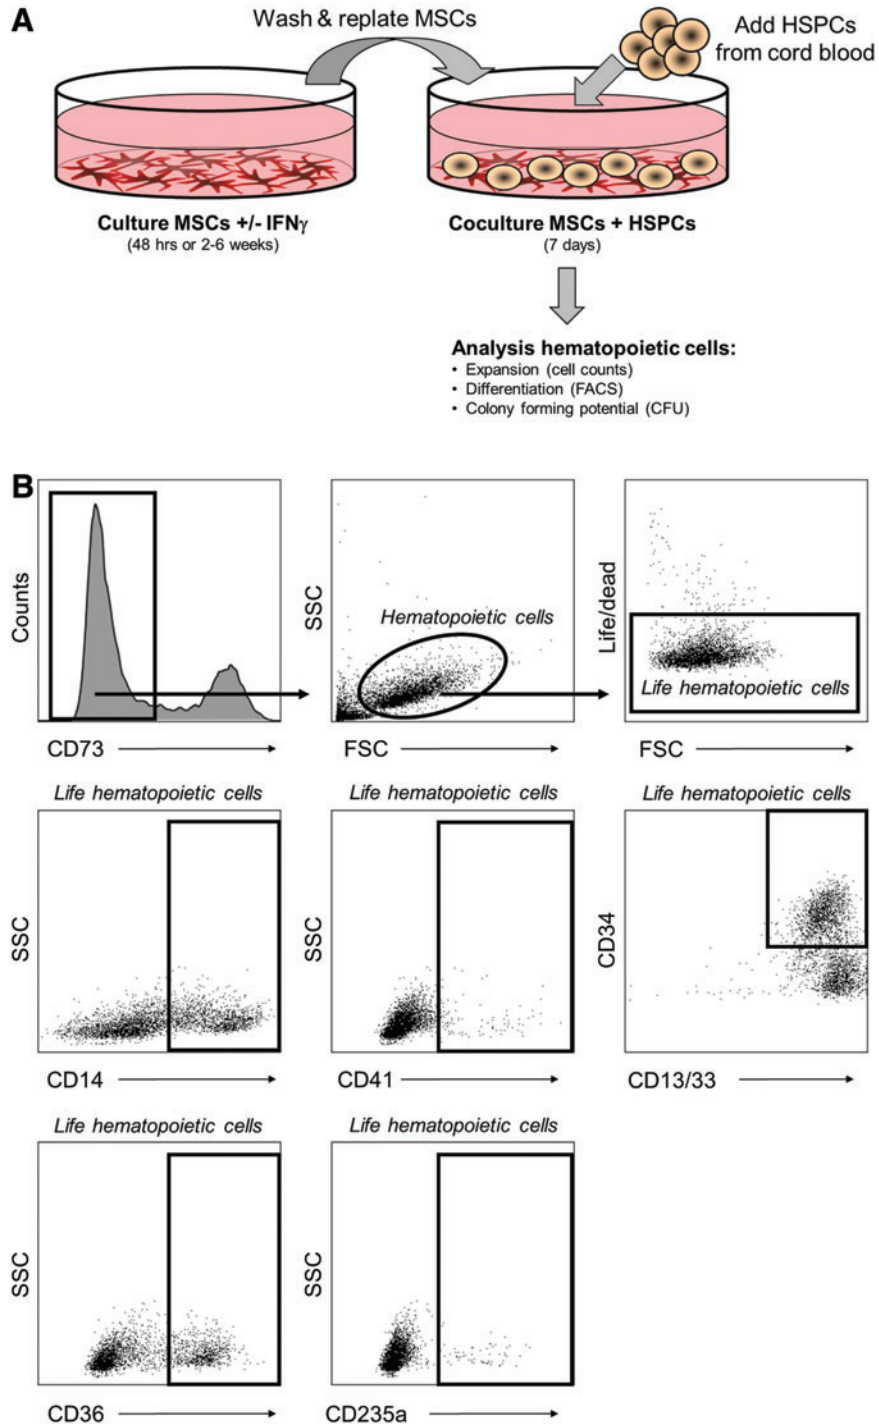 A
Wash & replate MSCs
Add HSPCs
from cord blood
Culture MSCs +/- IFNγ
(48 hrs or 2-6 weeks)
Coculture MSCs + HSPCs
(7 days)
Analysis hematopoietic cells:
• Expansion (cell counts)
• Differentiation (FACS)
• Colony forming potential (CFU)
B
Counts
CD73
SSC
Hematopoietic cells
FSC
Life/dead
Life hematopoietic cells
FSC
Life hematopoietic cells
SSC
CD14
Life hematopoietic cells
SSC
CD41
Life hematopoietic cells
CD34
CD13/33
Life hematopoietic cells
SSC
CD36
Life hematopoietic cells
SSC
CD235a